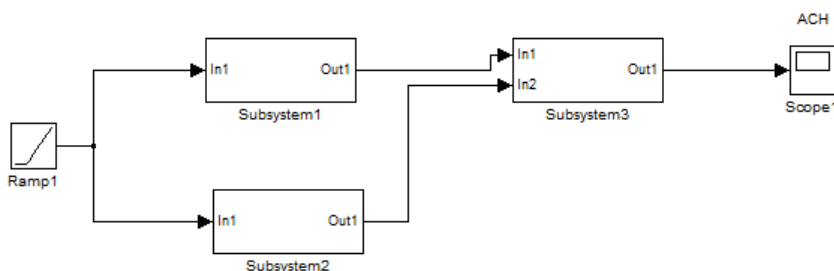 ACH
In1
Out1
Subsystem1
In1
In2
Out1
Subsystem3
Scope1
Ramp1
In1
Out1
Subsystem2